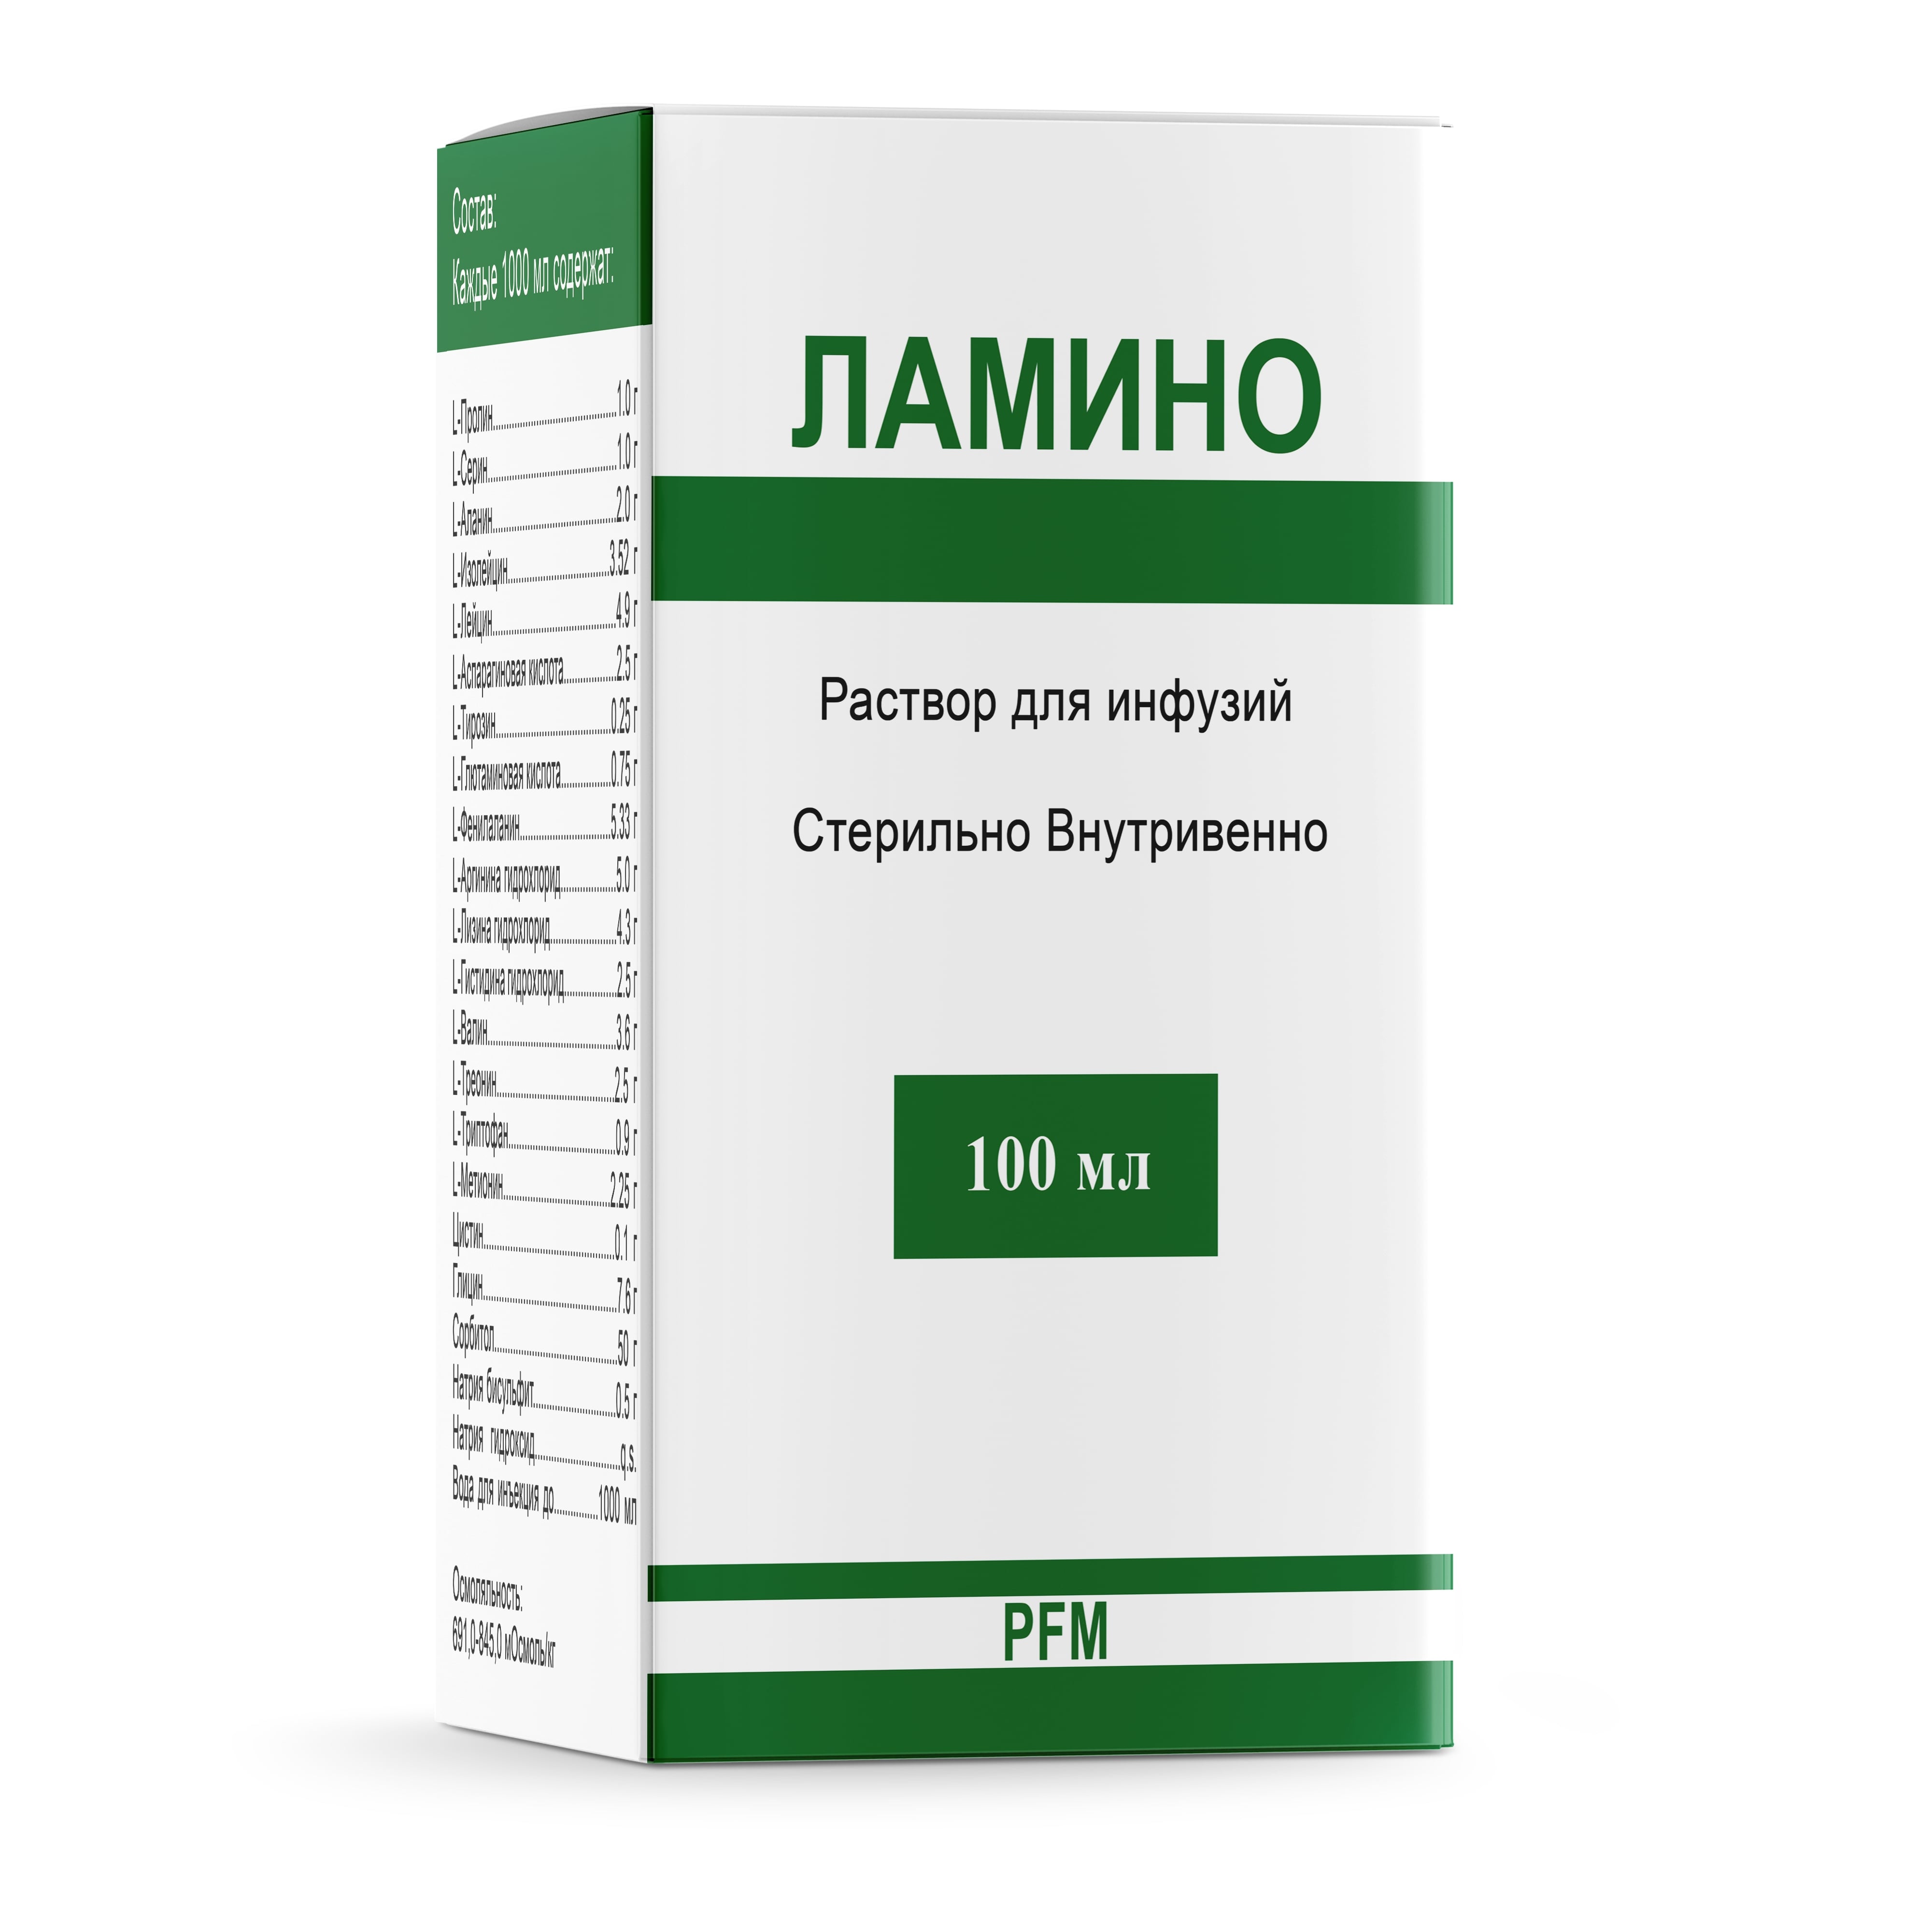 Состав:
Каждые 1000 мл содержат:
L-Пролин....................1.0 г
L-Серин....................1.0 г
L-Аланин....................2.0 г
L-Изолейцин....................3.52 г
L-Лейцин....................4.9 г
L-Аспарагиновая кислота....................2.5 г
L-Тирозин....................0.25 г
L-Глютаминовая кислота....................0.75 г
L-Фенилаланин....................5.33 г
L-Аргинина гидрохлорид....................5.0 г
L-Лизина гидрохлорид....................4.3 г
L-Гистидина гидрохлорид....................2.5 г
L-Валин....................3.6 г
L-Треонин....................2.5 г
L-Триптофан....................0.9 г
L-Метионин....................2.25 г
Цистин....................0.1 г
Глицин....................7.6 г
Сорбитол....................50 г
Натрия бисульфит....................0.5 г
Натрия гидроксид....................q.s.
Вода для инъекция до....................1000 мл
Осмоляльность:
691,0-845,0 мОсмоль/кг
ЛАМИНО
Раствор для инфузий
Стерильно Внутривенно
100 мл
PFM